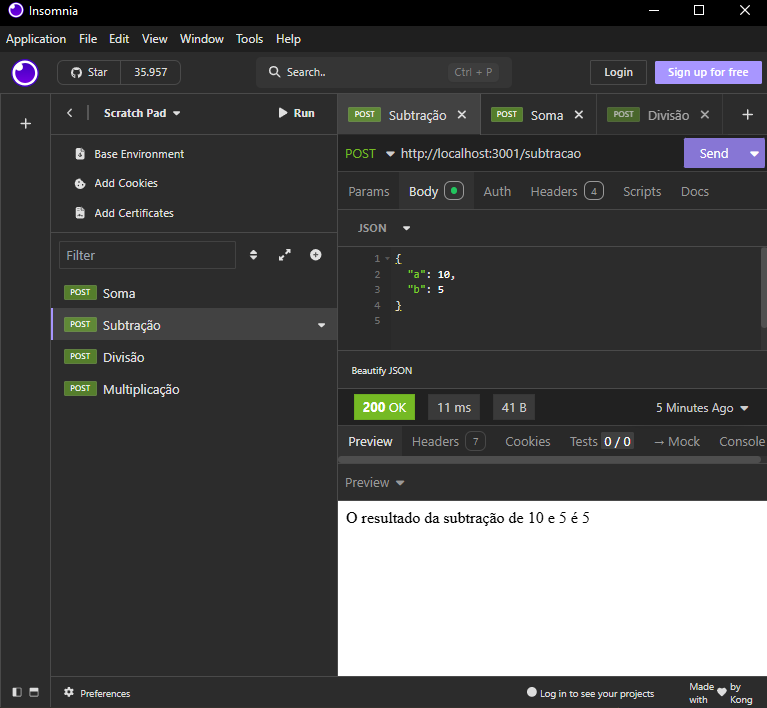 Insomnia
Application File Edit View Window Tools Help
Star 35.957
Search.. Ctrl + P
Login
Sign up for free
Scratch Pad
Run
POST Subtração
POST Soma
POST Divisão
Base Environment
Add Cookies
Add Certificates
Filter
POST Soma
POST Subtração
POST Divisão
POST Multiplicação
POST http://localhost:3001/subtracao
Send
Params Body Auth Headers 4 Scripts Docs
JSON
1 {
2 "a": 10,
3 "b": 5
4 }
5
Beautify JSON
200 OK 11 ms 41 B 5 Minutes Ago
Preview Headers 7 Cookies Tests 0 / 0 → Mock Console
Preview
O resultado da subtração de 10 e 5 é 5
Preferences
Log in to see your projects
Made with ♥ by Kong